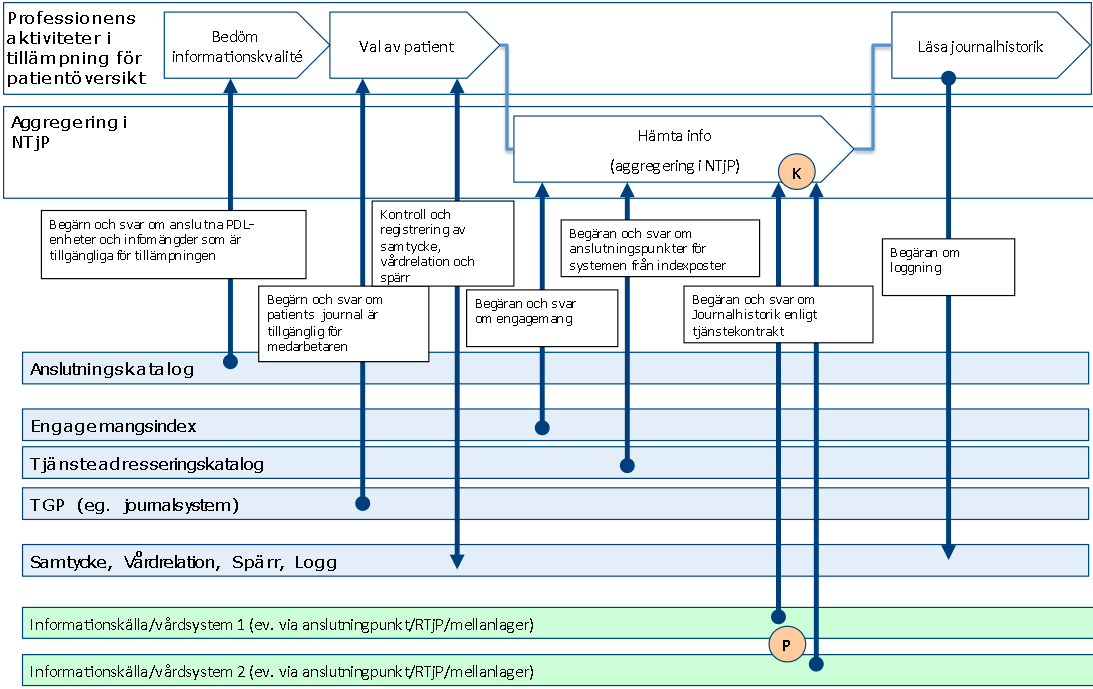 Professionens
aktiviteter i
tillämpning för
patientöversikt
Bedöm
informationskvalité
Val av patient
Läsa journalhistorik
Aggregering i
NTjP
Hämta info
(aggregering i NTjP)
K
Begärn och svar om anslutna PDL-
enheter och infomängder som är
tillgängliga för tillämpningen
Kontroll och
registrering av
samtycke,
vårdrelation och
spärr
Begäran och svar om
anslutningspunkter för
systemen från indexposter
Begäran om
loggning
Begärn och svar om
patients journal är
tillgänglig för
medarbetaren
Begäran och svar
om engagemang
Begäran och svar om
Journalhistorik enligt
tjänstekontrakt
Anslutningskatalog
Engagemangsindex
Tjänsteadresseringskatalog
TGP (eg. journalsystem)
Samtycke, Vårdrelation, Spärr, Logg
Informationskälla/vårdsystem 1 (ev. via anslutningpunkt/RTjP/mellanlager)
P
Informationskälla/vårdsystem 2 (ev. via anslutningpunkt/RTjP/mellanlager)